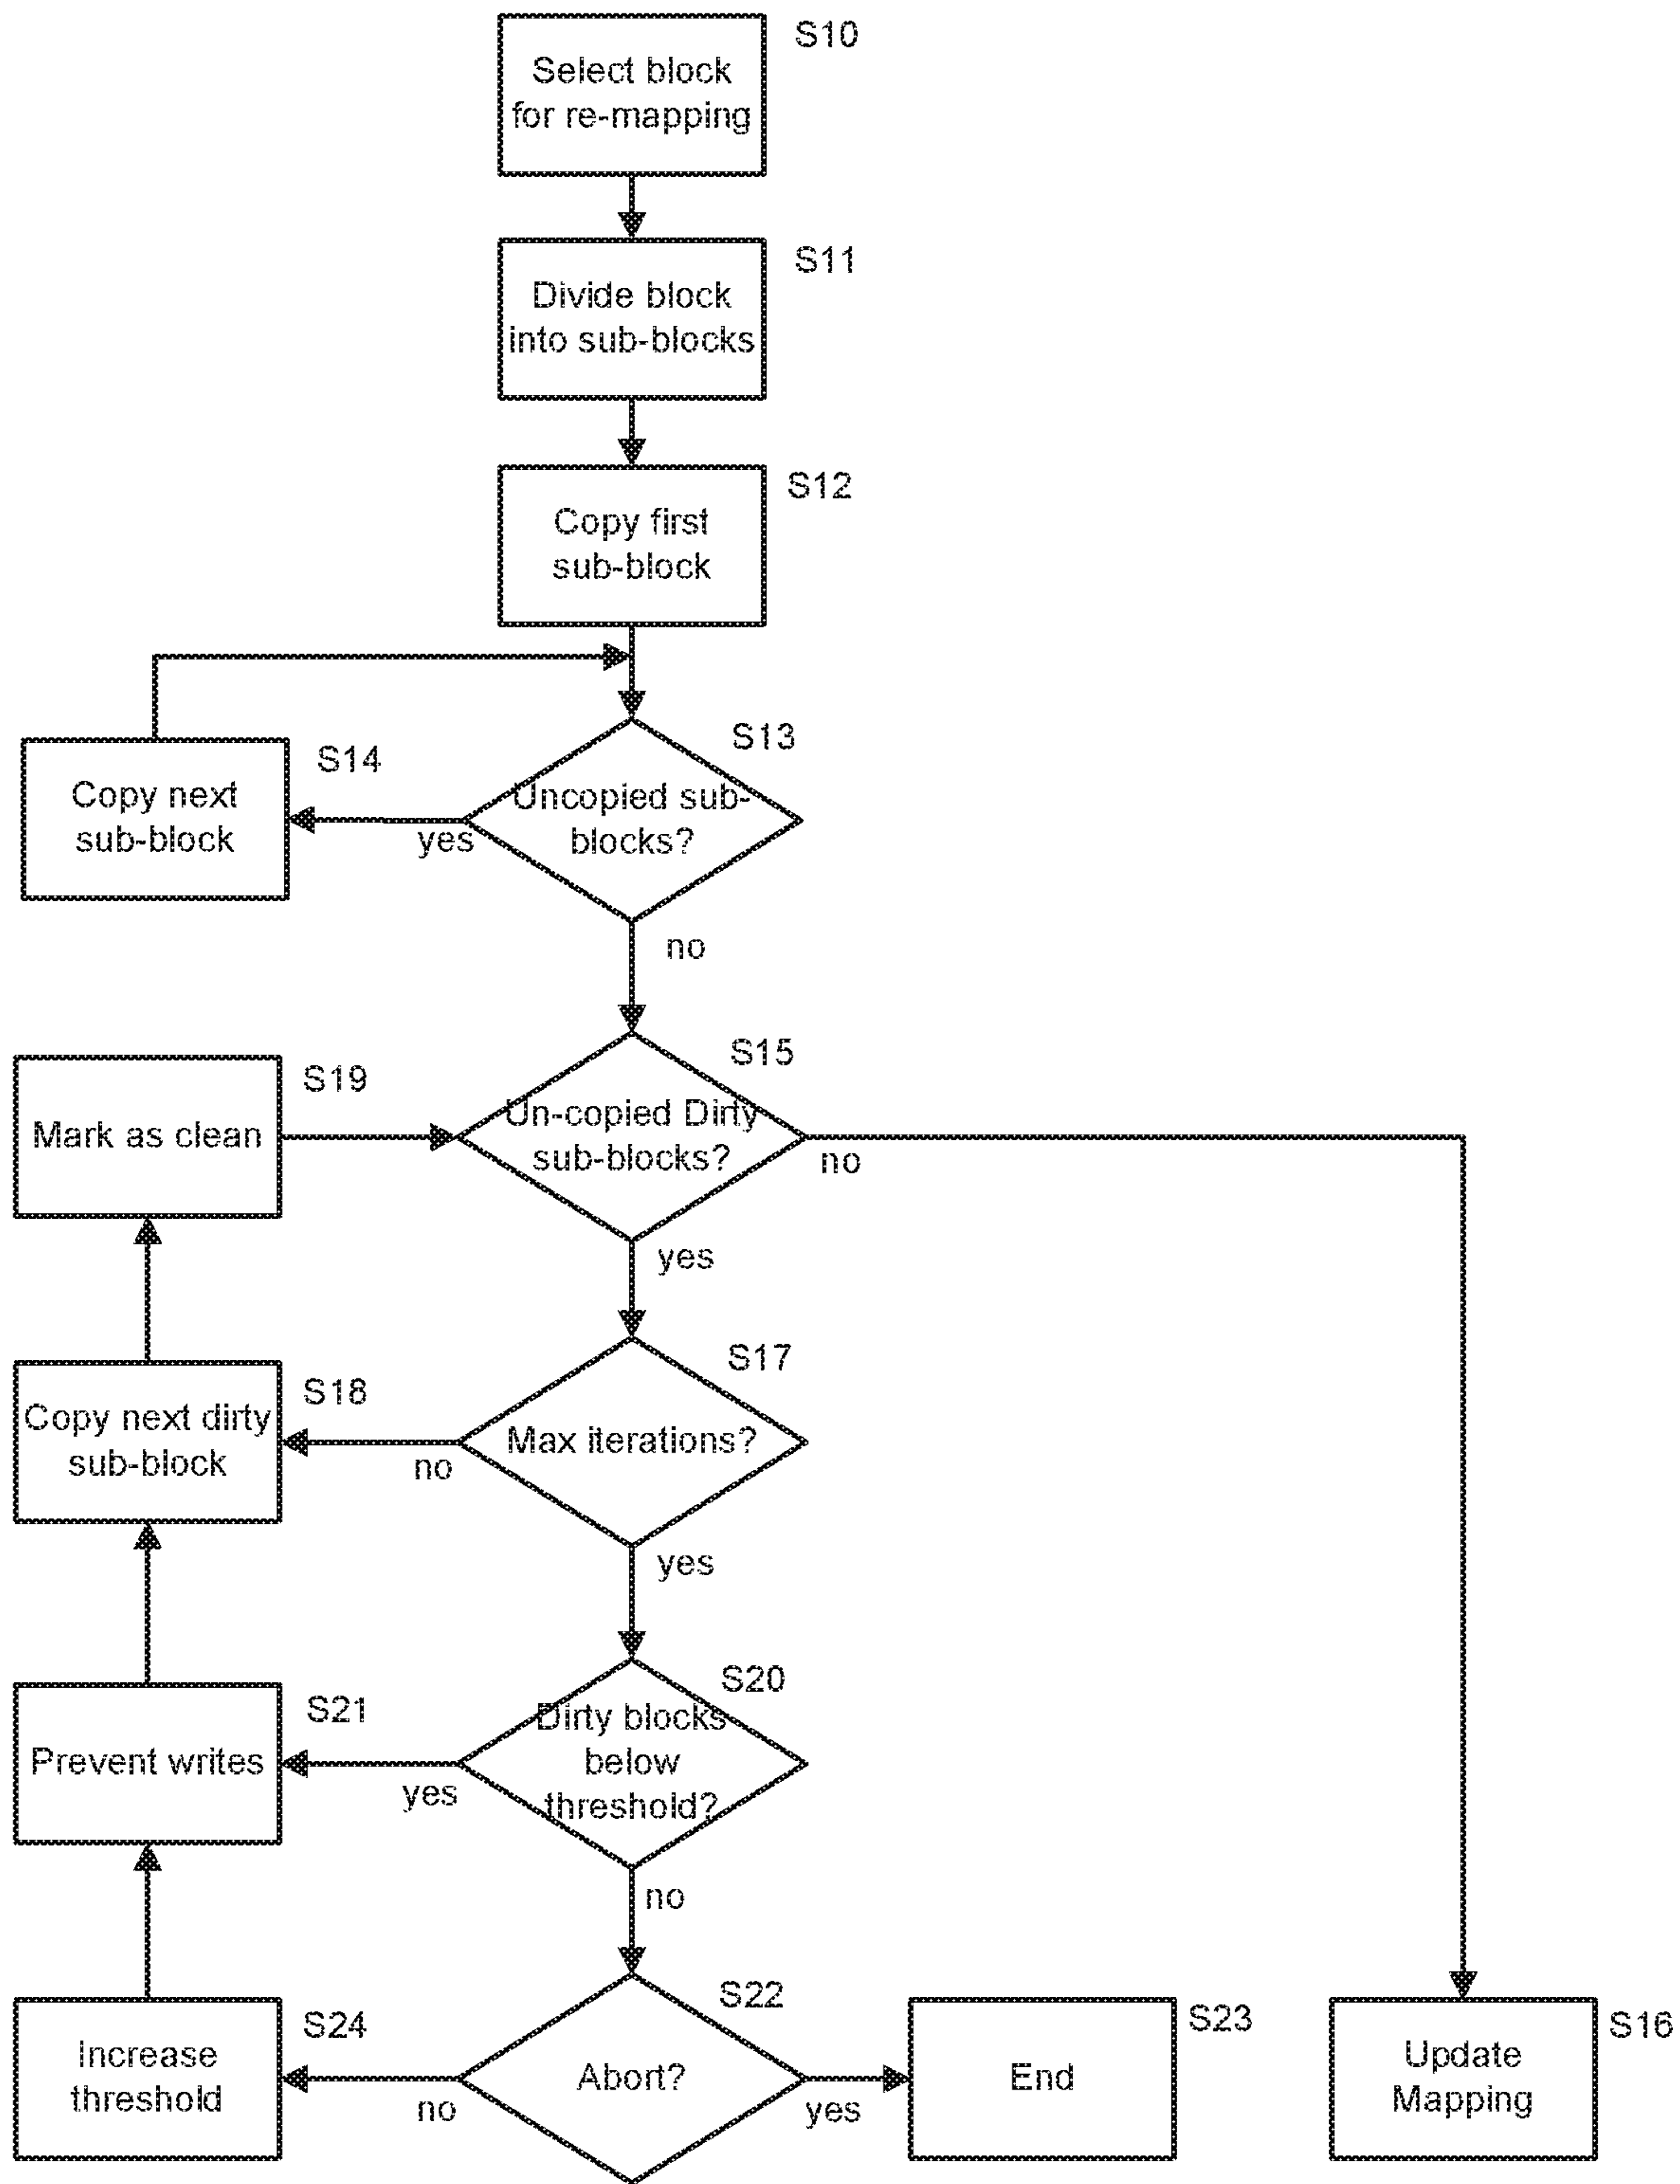 S10
Select block
for re-mapping
S11
Divide block
into sub-blocks
S12
Copy first
sub-block
S13
Uncopied sub-
blocks?
yes
no
S14
Copy next
sub-block
S15
Un-copied Dirty
sub-blocks?
no
yes
S19
Mark as clean
S17
Max iterations?
no
yes
S18
Copy next dirty
sub-block
S20
Dirty blocks
below
threshold?
yes
no
S21
Prevent writes
S22
Abort?
no
yes
S24
Increase
threshold
S23
End
S16
Update
Mapping